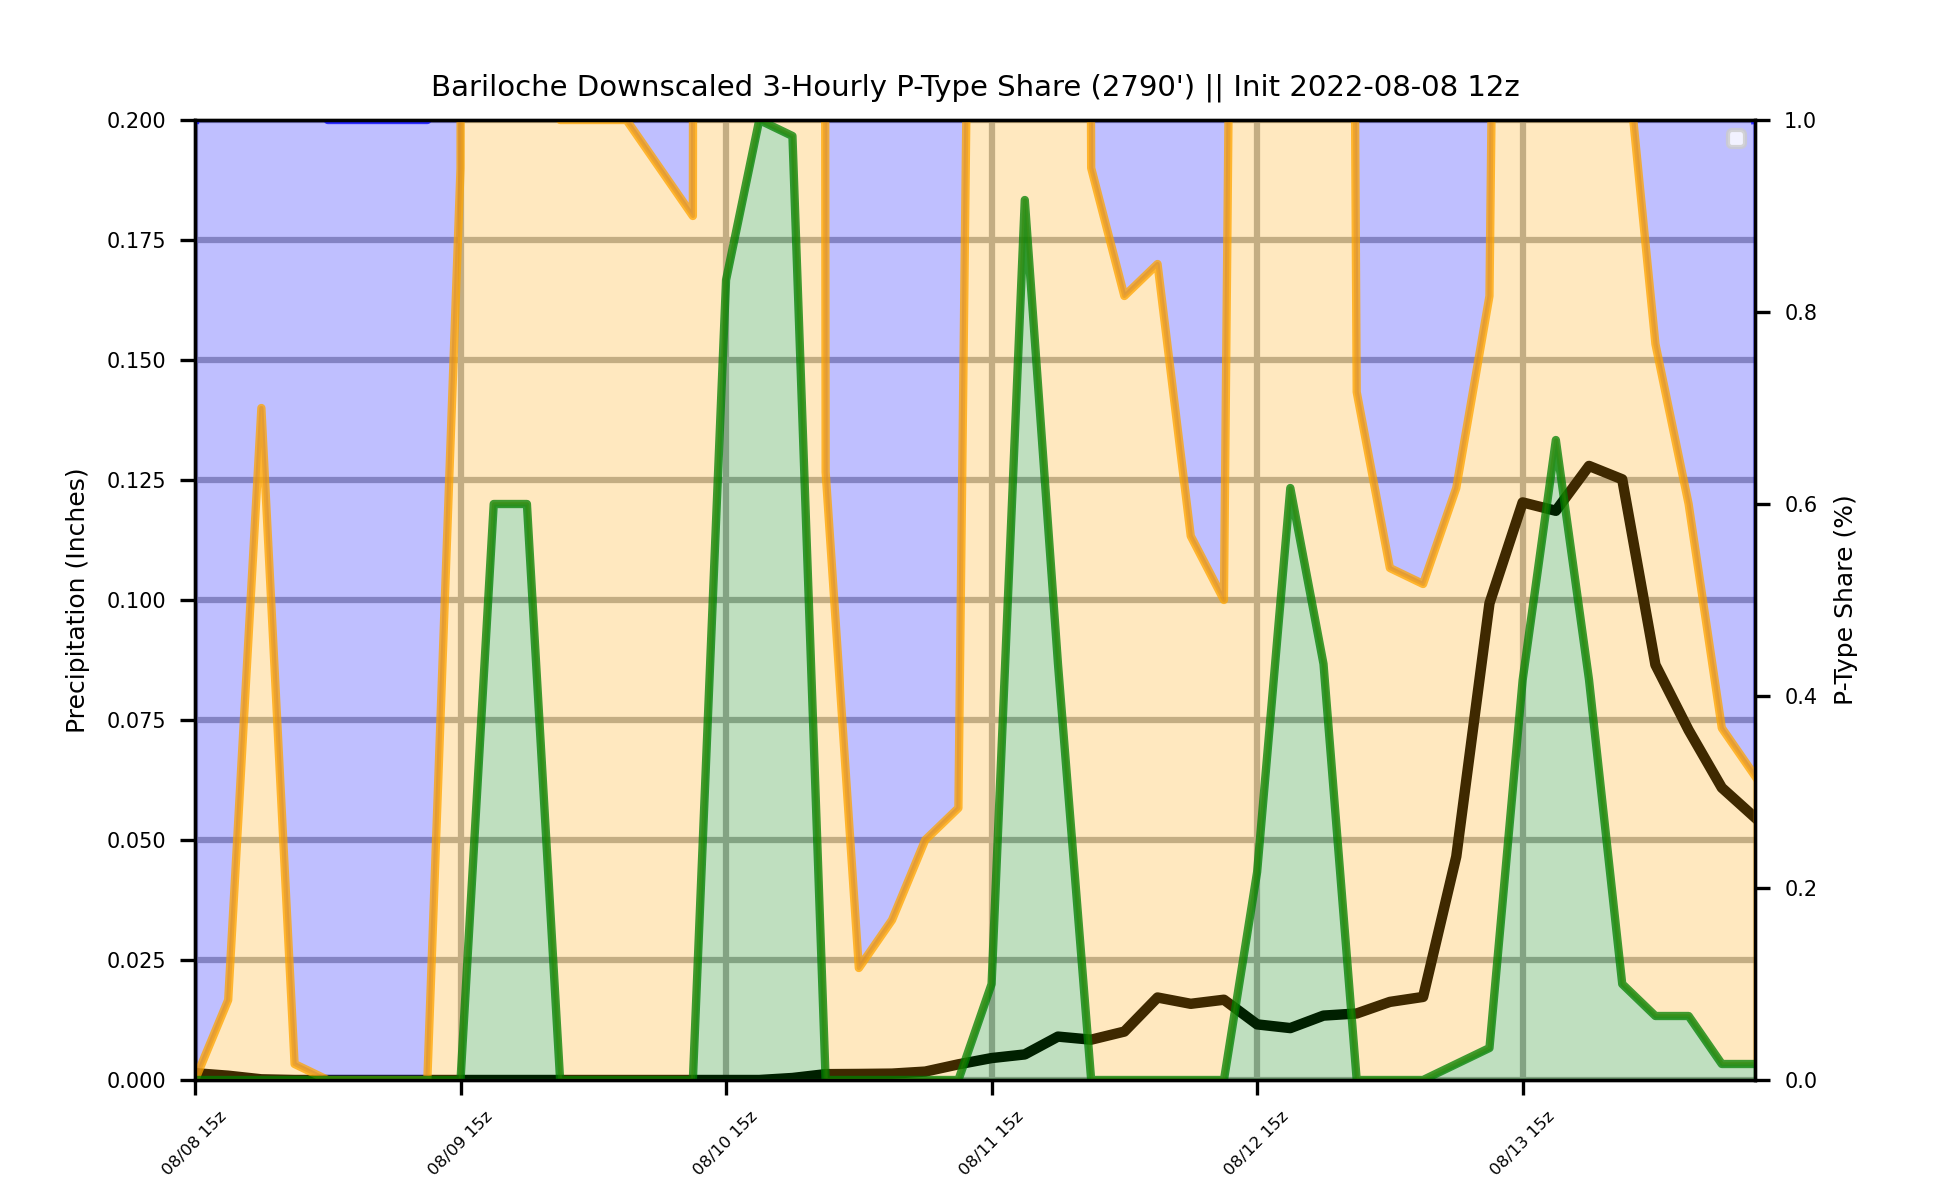 Bariloche Downscaled 3-Hourly P-Type Share (2790') || Init 2022-08-08 12z
0.200
0.175
0.150
0.125
0.100
0.075
0.050
0.025
0.000
Precipitation (Inches)
1.0
0.8
0.6
0.4
0.2
0.0
P-Type Share (%)
08/08 15z
08/09 15z
08/10 15z
08/11 15z
08/12 15z
08/13 15z